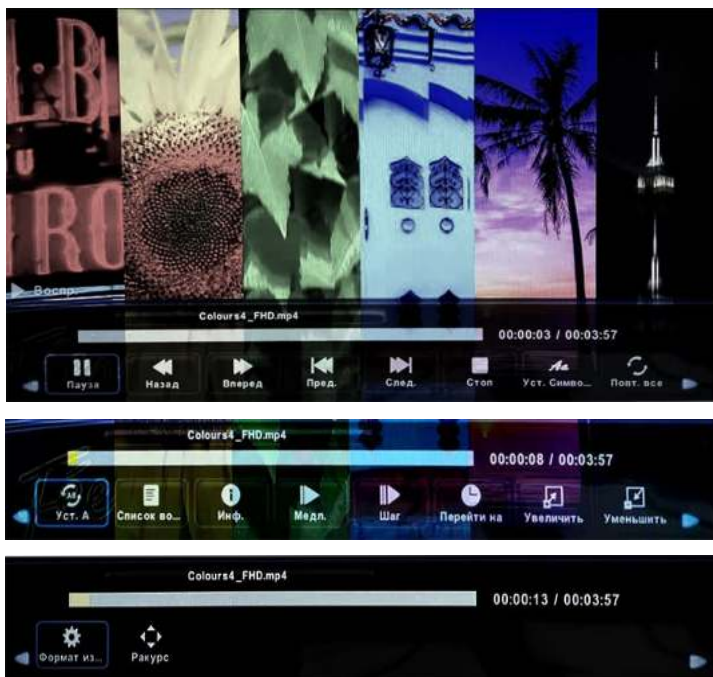 L·B
U
IRO
Воспр.
Colours4_FHD.mp4
00:00:03 / 00:03:57
Пауза Назад Вперед Пред. След. Стоп Уст. Симво... Повт. все
Colours4_FHD.mp4
00:00:08 / 00:03:57
Уст. А Список во... Инф. Медл. Шаг Перейти на Увеличить Уменьшить
Colours4_FHD.mp4
00:00:13 / 00:03:57
Формат из... Ракурс